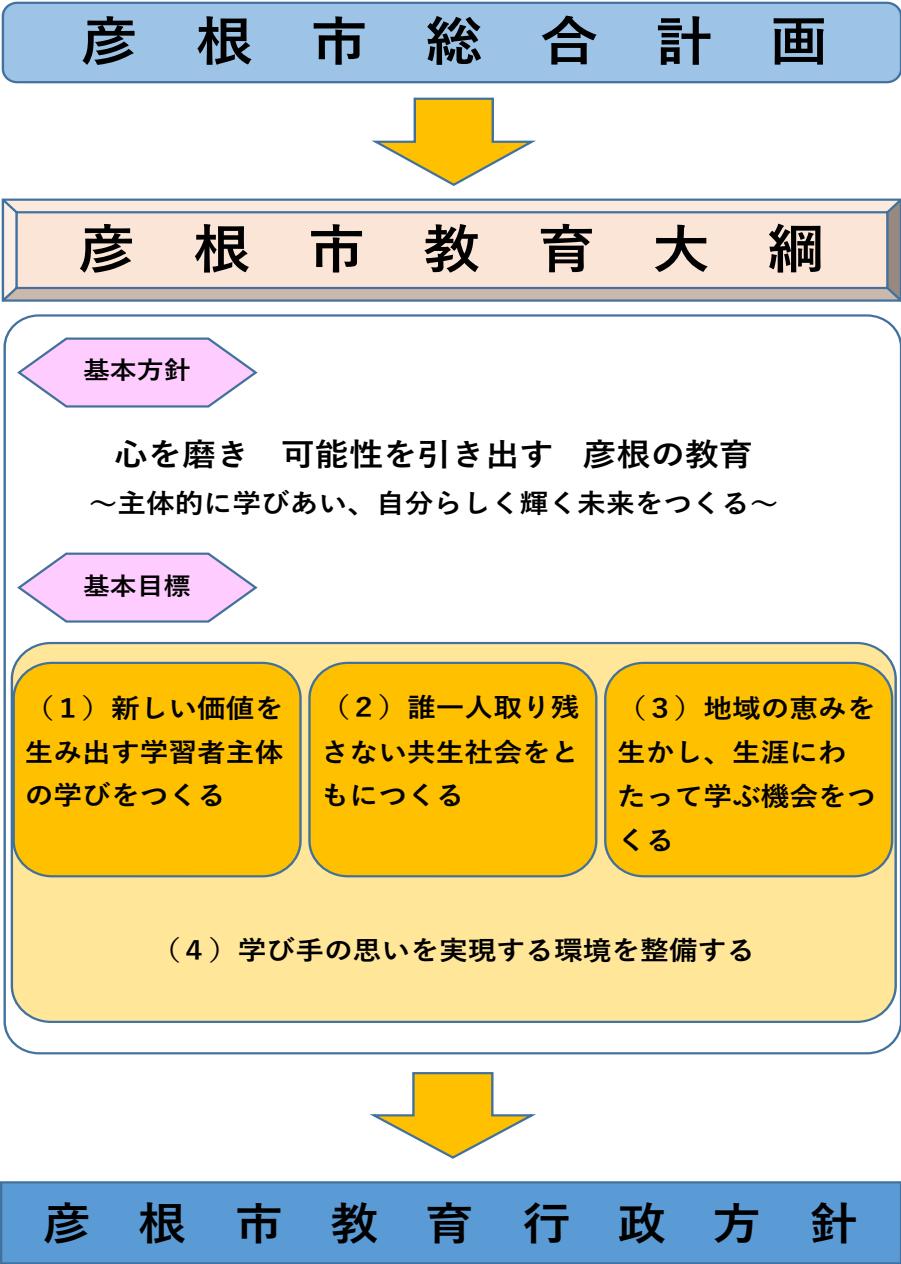 彦根市総合計画
彦根市教育大綱
基本方針
心を磨き　可能性を引き出す　彦根の教育
～主体的に学びあい、自分らしく輝く未来をつくる～
基本目標
（１）新しい価値を
生み出す学習者主体
の学びをつくる
（２）誰一人取り残
さない共生社会をと
もにつくる
（３）地域の恵みを
生かし、生涯にわ
たって学ぶ機会をつ
くる
（４）学び手の思いを実現する環境を整備する
彦根市教育行政方針